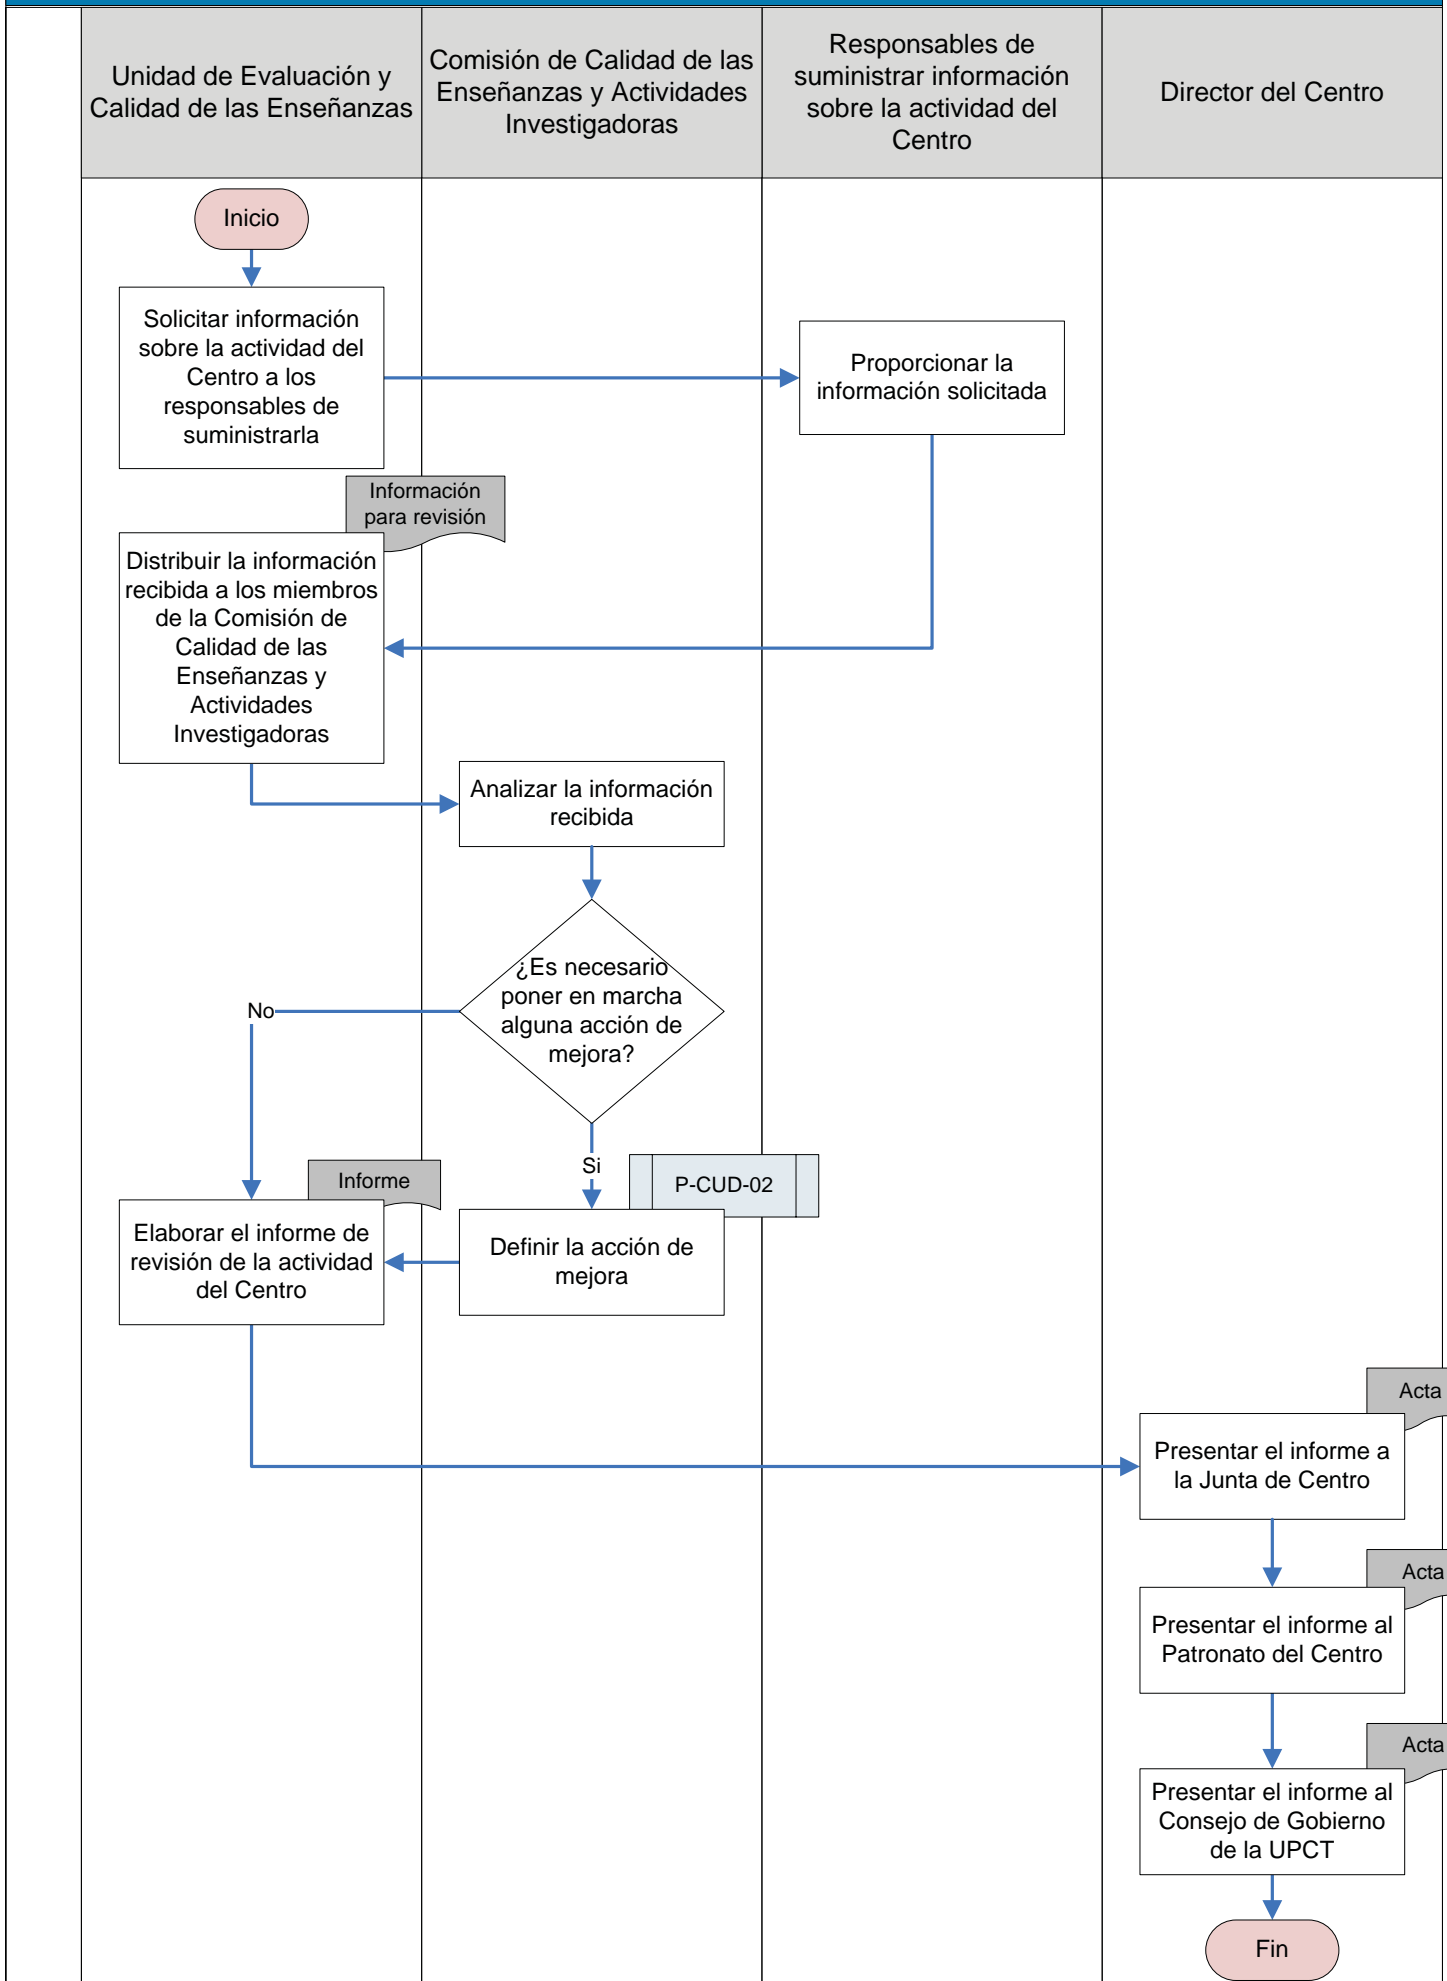 Unidad de Evaluación y
Calidad de las Enseñanzas
Comisión de Calidad de las
Enseñanzas y Actividades
Investigadoras
Responsables de
suministrar información
sobre la actividad del
Centro
Director del Centro
Inicio
Solicitar información
sobre la actividad del
Centro a los
responsables de
suministrarla
Proporcionar la
información solicitada
Información
para revisión
Distribuir la información
recibida a los miembros
de la Comisión de
Calidad de las
Enseñanzas y
Actividades
Investigadoras
Analizar la información
recibida
¿Es necesario
poner en marcha
alguna acción de
mejora?
No
Si
P-CUD-02
Informe
Elaborar el informe de
revisión de la actividad
del Centro
Definir la acción de
mejora
Acta
Presentar el informe a
la Junta de Centro
Acta
Presentar el informe al
Patronato del Centro
Acta
Presentar el informe al
Consejo de Gobierno
de la UPCT
Fin